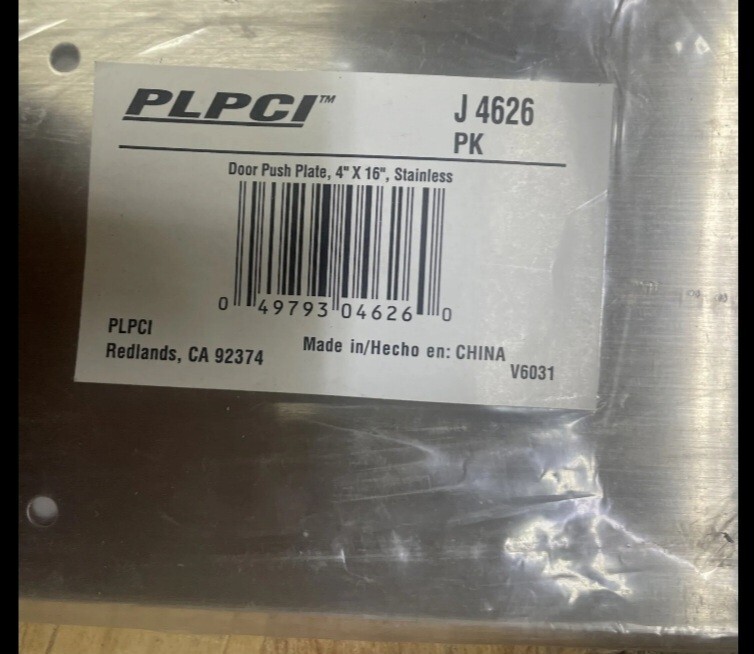 PLPCI™ J 4626
PK
Door Push Plate, 4" X 16", Stainless
0 49793 04626 0
PLPCI
Redlands, CA 92374
Made in/Hecho en: CHINA
V6031